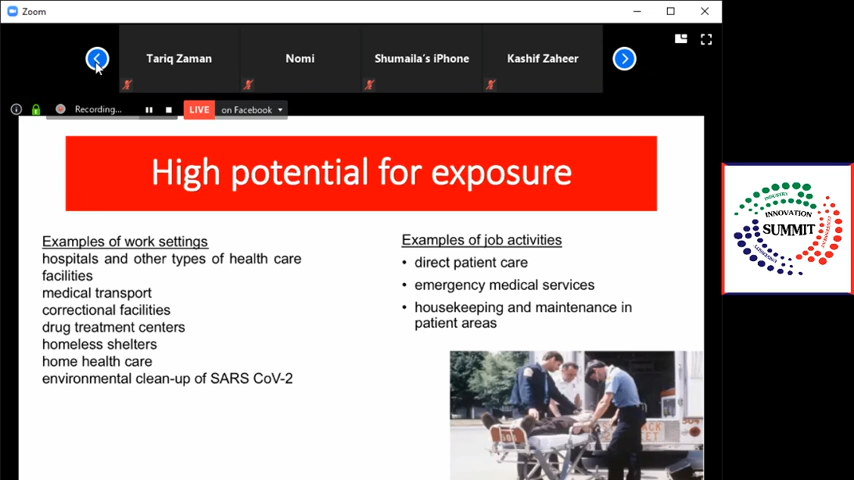 Zoom
Tariq Zaman
Nomi
Shumaila's iPhone
Kashif Zaheer
Recording...
LIVE
on Facebook
High potential for exposure
Examples of work settings
hospitals and other types of health care
facilities
medical transport
correctional facilities
drug treatment centers
homeless shelters
home health care
environmental clean-up of SARS CoV-2
Examples of job activities
• direct patient care
• emergency medical services
• housekeeping and maintenance in
patient areas
INDUSTRY
INNOVATION
SUMMIT
GOVERNMENT
UNIVERSITY